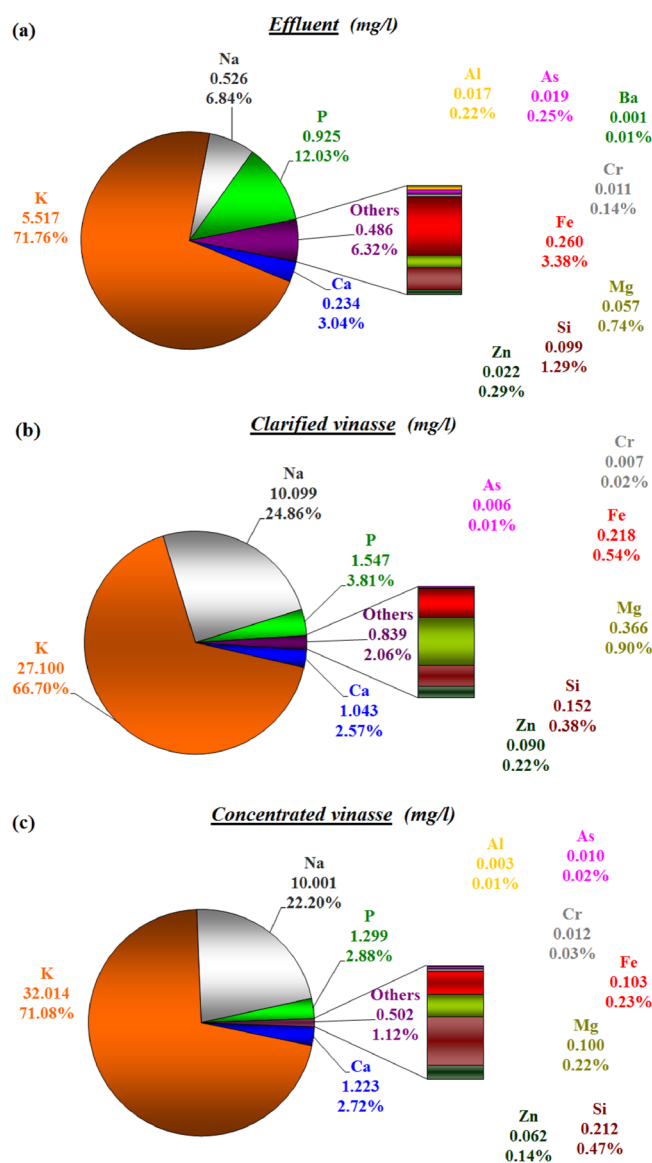 (a)
Effluent (mg/l)
Na
0.526
6.84%
P
0.925
12.03%
K
5.517
71.76%
Others
0.486
6.32%
Ca
0.234
3.04%
Al
0.017
0.22%
As
0.019
0.25%
Ba
0.001
0.01%
Cr
0.011
0.14%
Fe
0.260
3.38%
Mg
0.057
0.74%
Si
0.099
1.29%
Zn
0.022
0.29%
(b)
Clarified vinasse (mg/l)
Na
10.099
24.86%
P
1.547
3.81%
K
27.100
66.70%
Others
0.839
2.06%
Ca
1.043
2.57%
As
0.006
0.01%
Cr
0.007
0.02%
Fe
0.218
0.54%
Mg
0.366
0.90%
Si
0.152
0.38%
Zn
0.090
0.22%
(c)
Concentrated vinasse (mg/l)
Na
10.001
22.20%
P
1.299
2.88%
K
32.014
71.08%
Others
0.502
1.12%
Ca
1.223
2.72%
Al
0.003
0.01%
As
0.010
0.02%
Cr
0.012
0.03%
Fe
0.103
0.23%
Mg
0.100
0.22%
Zn
0.062
0.14%
Si
0.212
0.47%